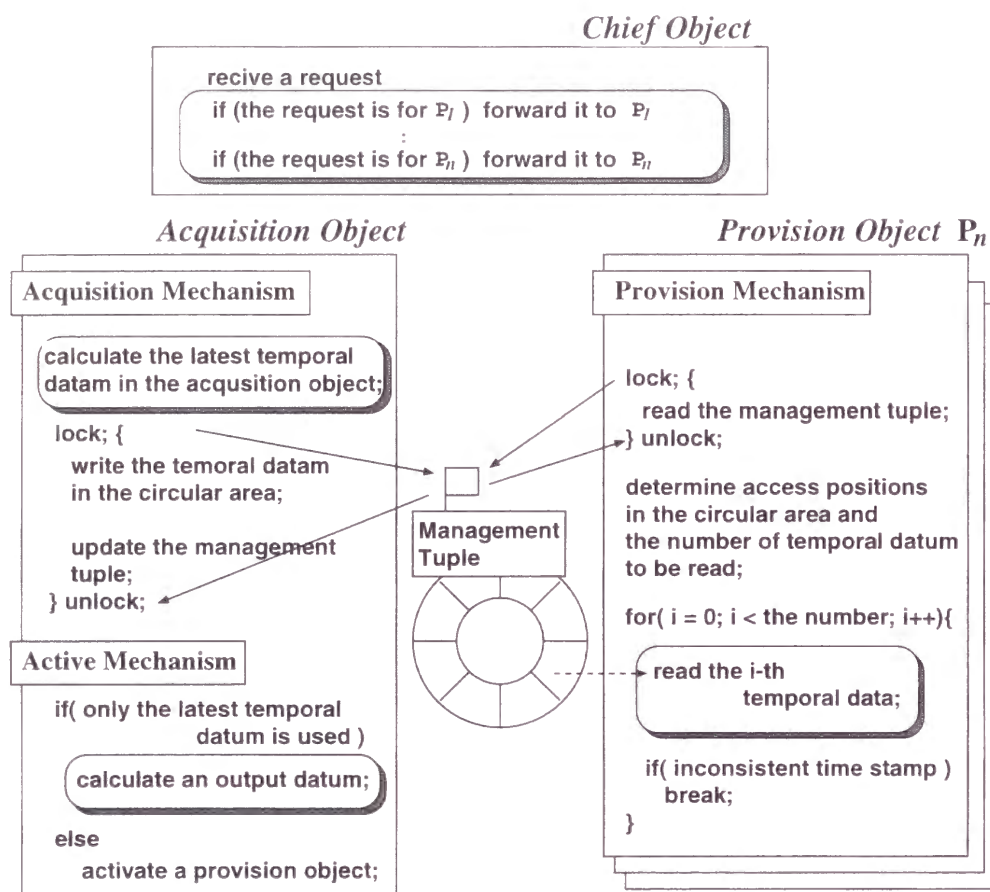 Chief Object
recive a request
if (the request is for P1 ) forward it to P1
:
if (the request is for Pn ) forward it to Pn
Acquisition Object
Acquisition Mechanism
calculate the latest temporal
datam in the acqusition object;
lock; {
write the temoral datam
in the circular area;
update the management
tuple;
} unlock;
Active Mechanism
if( only the latest temporal
datum is used )
calculate an output datum;
else
activate a provision object;
Management
Tuple
Provision Object Pn
Provision Mechanism
lock; {
read the management tuple;
} unlock;
determine access positions
in the circular area and
the number of temporal datum
to be read;
for( i = 0; i < the number; i++){
read the i-th
temporal data;
if( inconsistent time stamp )
break;
}